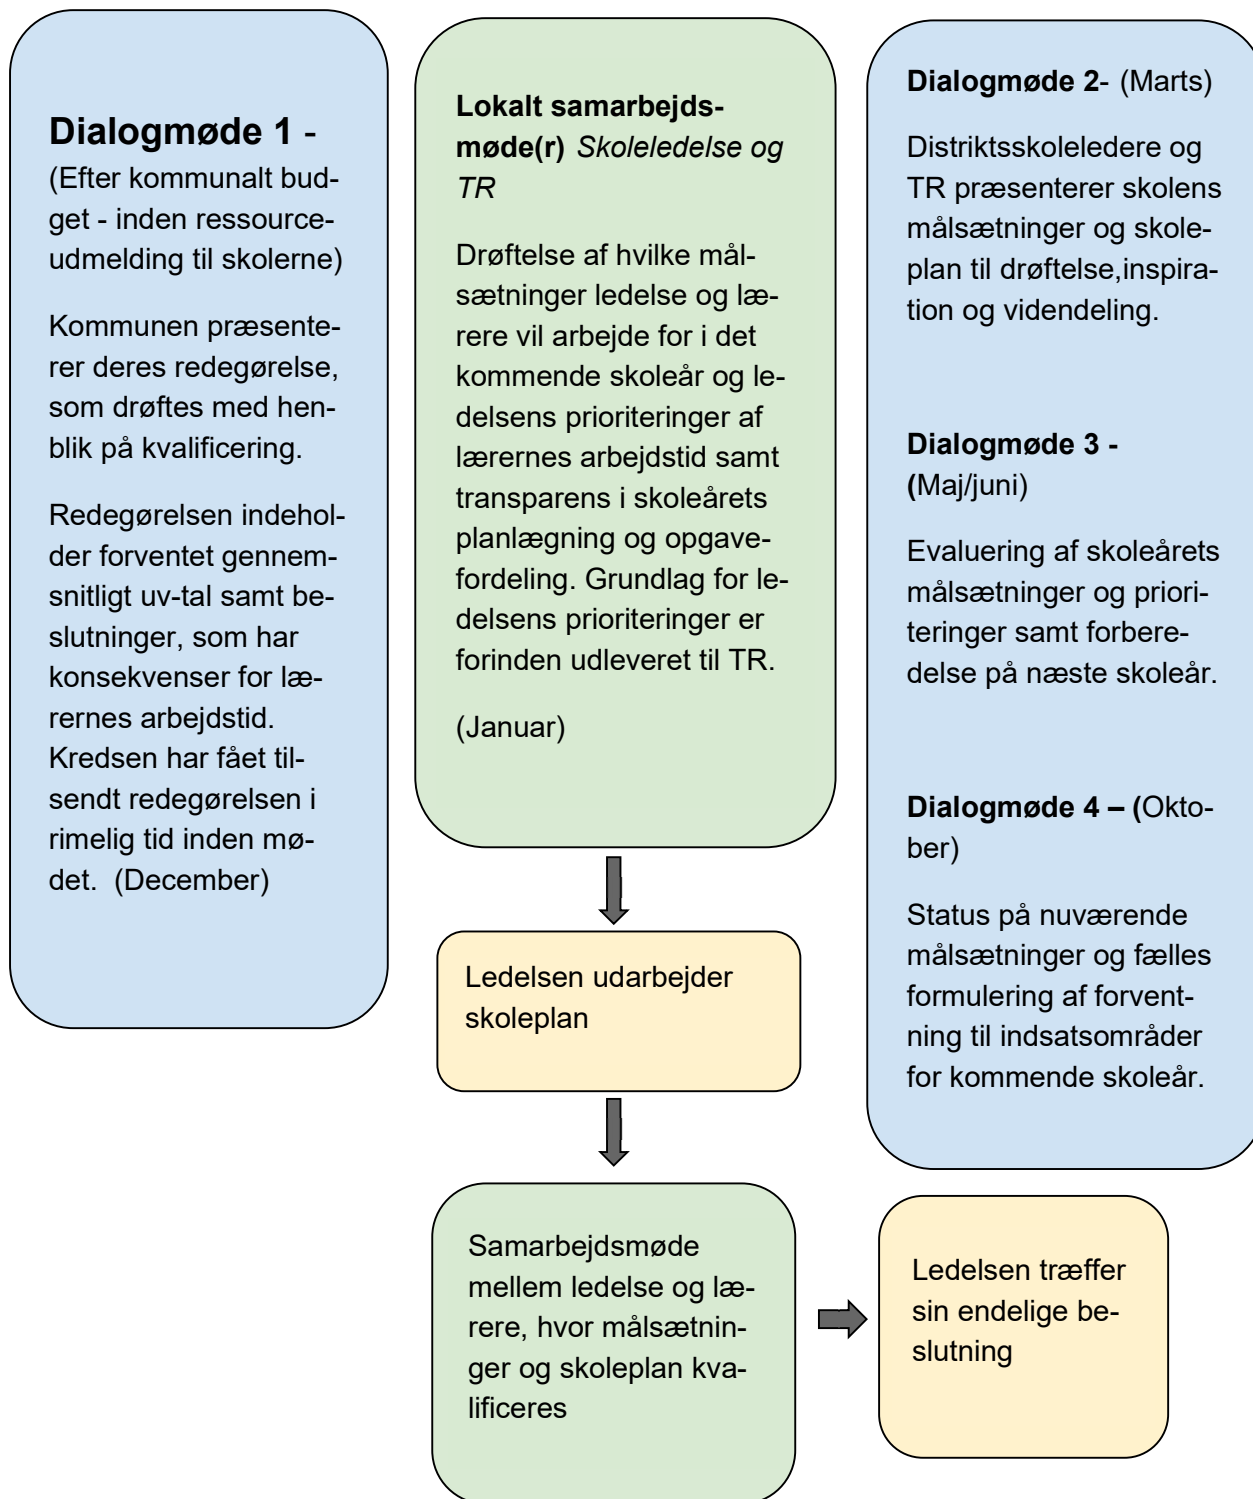 Dialogmøde 1 -
(Efter kommunalt bud-
get - inden ressource-
udmelding til skolerne)
Kommunen præsente-
rer deres redegørelse,
som drøftes med hen-
blik på kvalificering.
Redegørelsen indehol-
der forventet gennem-
snitligt uv-tal samt be-
slutninger, som har
konsekvenser for læ-
rernes arbejdstid.
Kredsen har fået til-
sendt redegørelsen i
rimelig tid inden mø-
det.  (December)
Lokalt samarbejds-
møde(r) Skoleledelse og
TR
Drøftelse af hvilke mål-
sætninger ledelse og læ-
rere vil arbejde for i det
kommende skoleår og le-
delsens prioriteringer af
lærernes arbejdstid samt
transparens i skoleårets
planlægning og opgave-
fordeling. Grundlag for le-
delsens prioriteringer er
forinden udleveret til TR.
(Januar)
Ledelsen udarbejder
skoleplan
Samarbejdsmøde
mellem ledelse og læ-
rere, hvor målsætnin-
ger og skoleplan kva-
lificeres
Dialogmøde 2- (Marts)
Distriktsskoleledere og
TR præsenterer skolens
målsætninger og skole-
plan til drøftelse,inspira-
tion og videndeling.
Dialogmøde 3 -
(Maj/juni)
Evaluering af skoleårets
målsætninger og priori-
teringer samt forbere-
delse på næste skoleår.
Dialogmøde 4 – (Okto-
ber)
Status på nuværende
målsætninger og fælles
formulering af forvent-
ning til indsatsområder
for kommende skoleår.
Ledelsen træffer
sin endelige be-
slutning